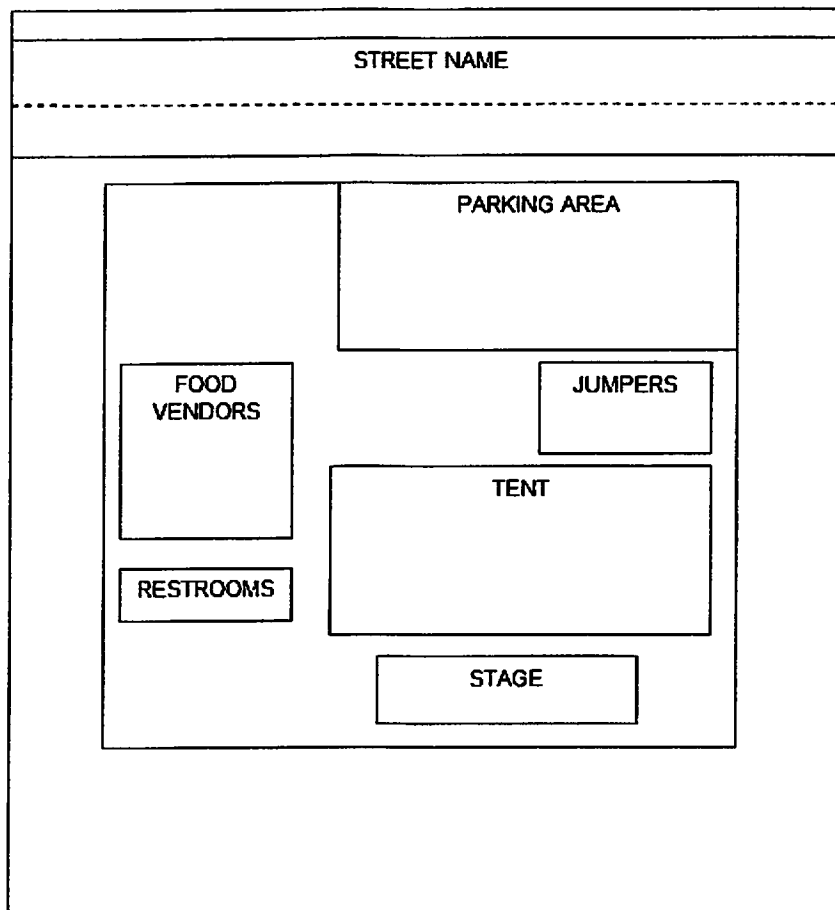 STREET NAME
PARKING AREA
FOOD
VENDORS
JUMPERS
TENT
RESTROOMS
STAGE